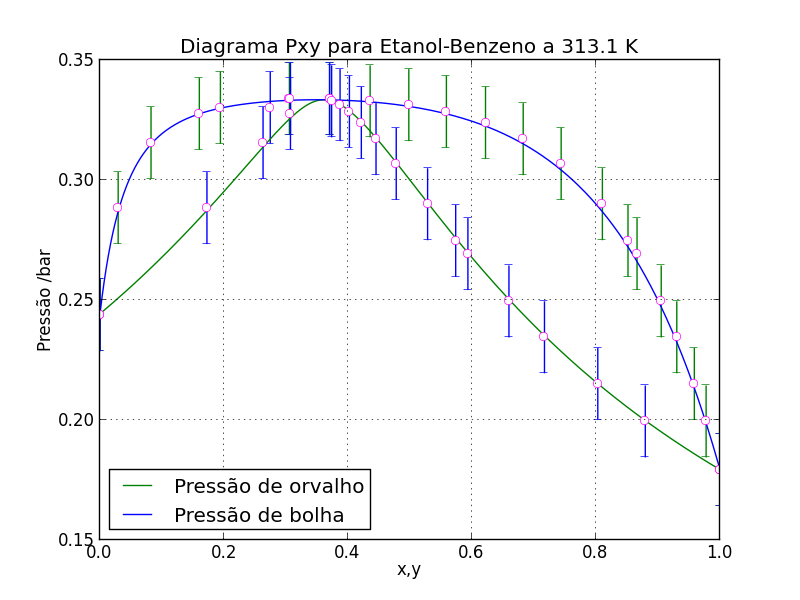 Diagrama Pxy para Etanol-Benzeno a 313.1 K
0.35
0.30
0.25
0.20
0.15
Pressão /bar
Pressão de orvalho
Pressão de bolha
0.0 0.2 0.4 0.6 0.8 1.0
x,y